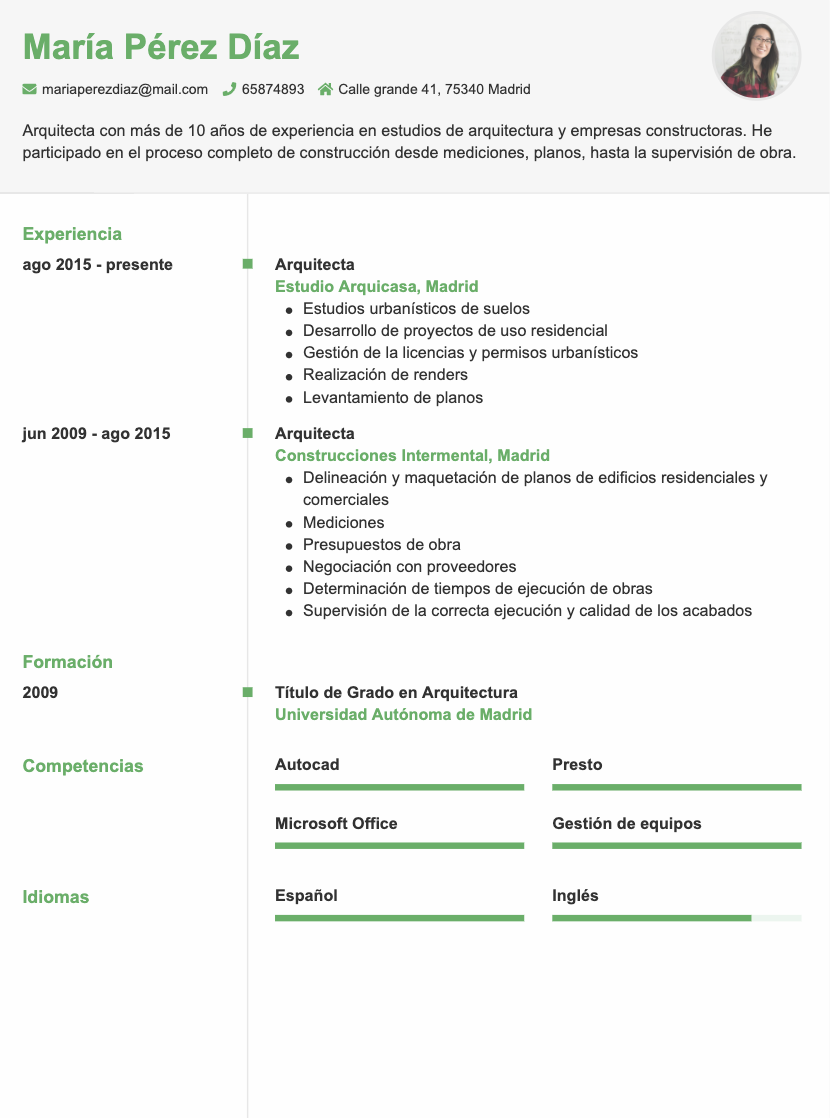 María Pérez Díaz
mariaperezdiaz@mail.com 65874893 Calle grande 41, 75340 Madrid
Arquitecta con más de 10 años de experiencia en estudios de arquitectura y empresas constructoras. He
participado en el proceso completo de construcción desde mediciones, planos, hasta la supervisión de obra.
Experiencia
ago 2015 - presente
Arquitecta
Estudio Arquicasa, Madrid
• Estudios urbanísticos de suelos
• Desarrollo de proyectos de uso residencial
• Gestión de la licencias y permisos urbanísticos
• Realización de renders
• Levantamiento de planos
jun 2009 - ago 2015
Arquitecta
Construcciones Intermental, Madrid
• Delineación y maquetación de planos de edificios residenciales y
comerciales
• Mediciones
• Presupuestos de obra
• Negociación con proveedores
• Determinación de tiempos de ejecución de obras
• Supervisión de la correcta ejecución y calidad de los acabados
Formación
2009
Título de Grado en Arquitectura
Universidad Autónoma de Madrid
Competencias
Autocad
Presto
Microsoft Office
Gestión de equipos
Idiomas
Español
Inglés